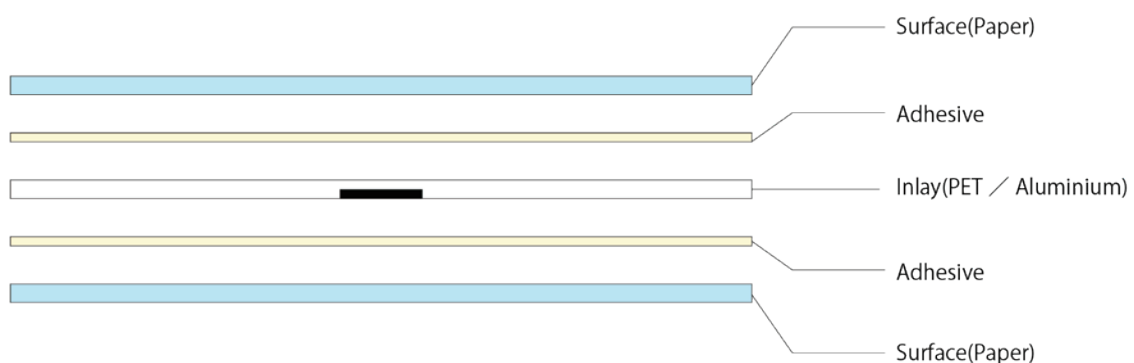 Surface(Paper)
Adhesive
Inlay(PET ／ Aluminium)
Adhesive
Surface(Paper)